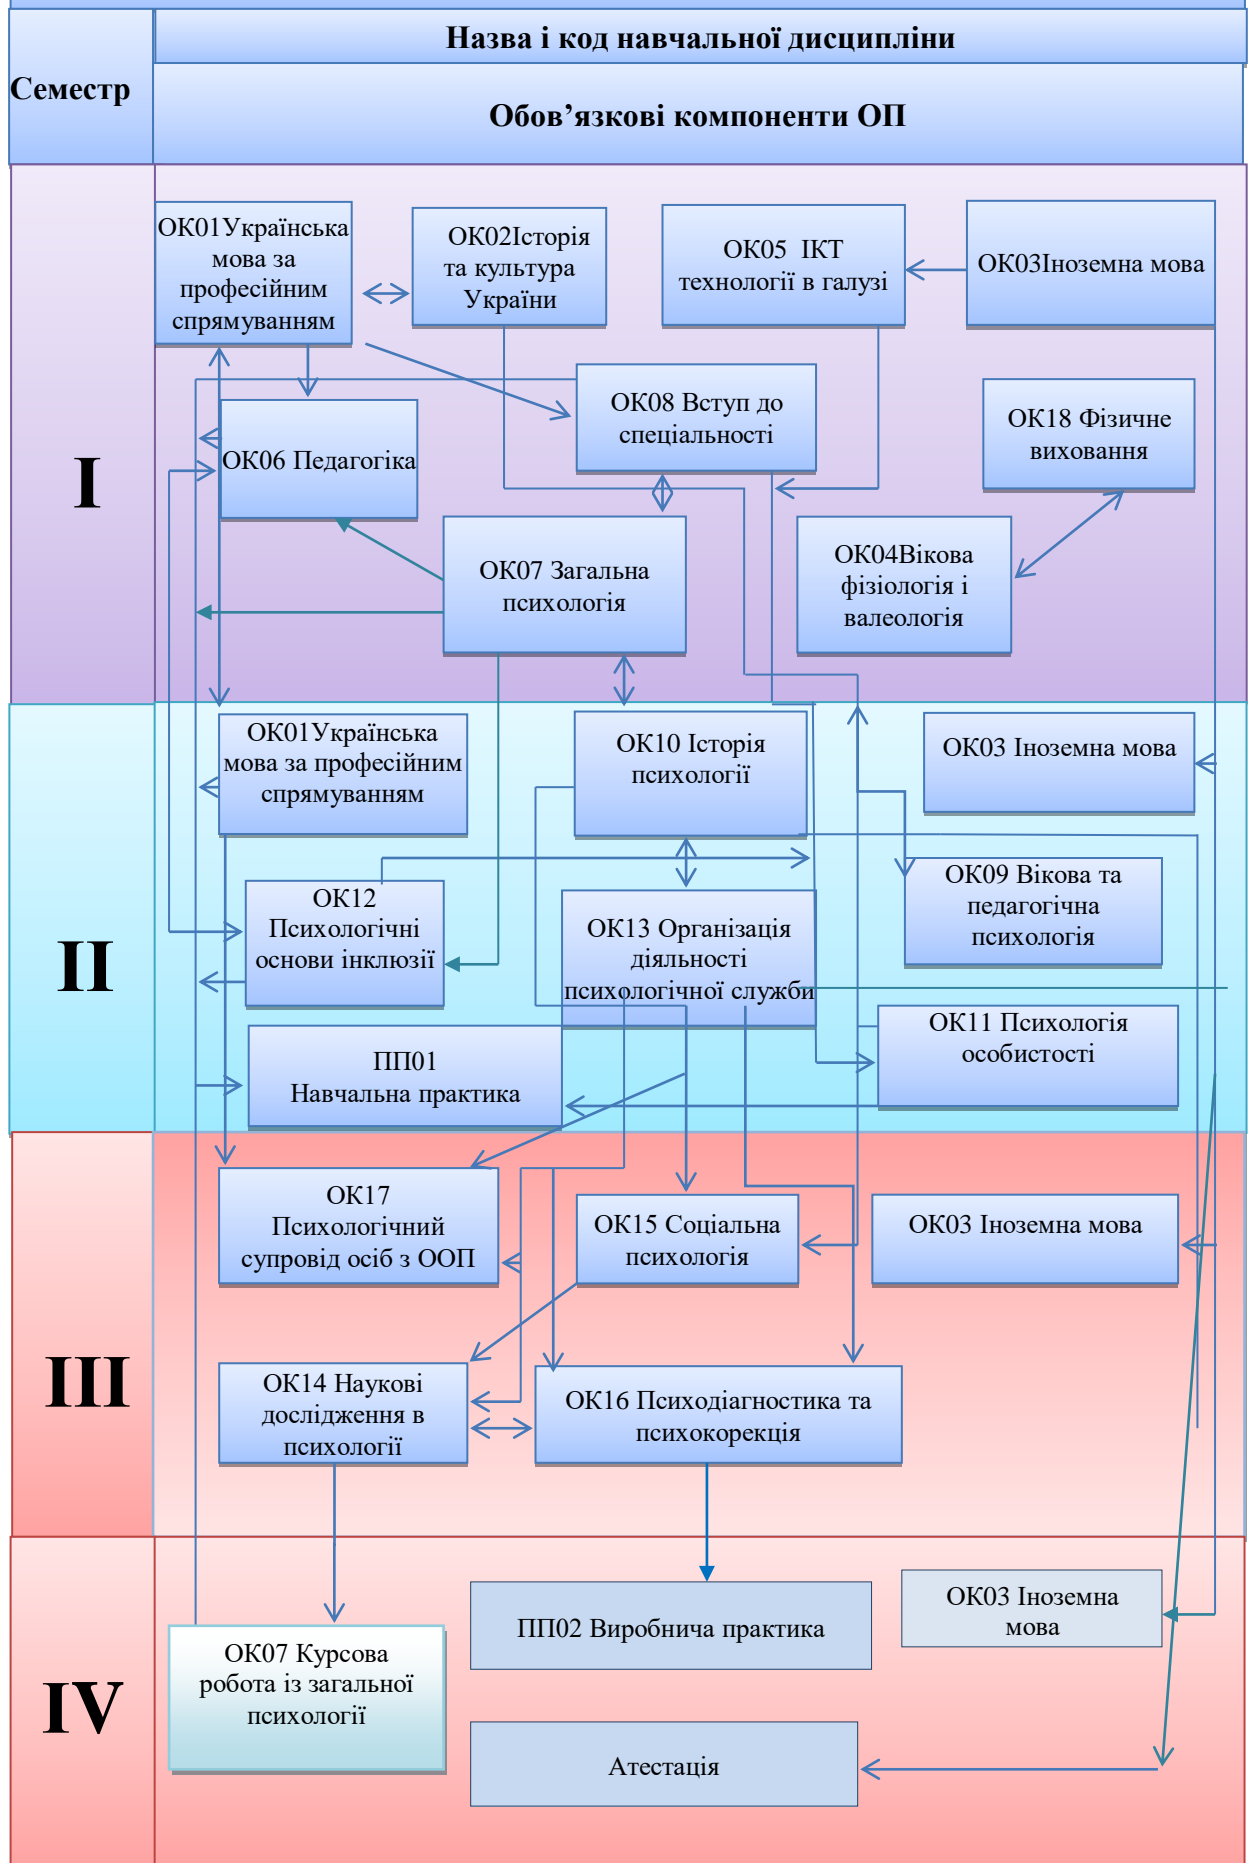 Назва і код навчальної дисципліни
Семестр
Обов’язкові компоненти ОП
I
ОК01Українська
мова за
професійним
спрямуванням
ОК02Історія
та культура
України
ОК05 ІКТ
технології в галузі
ОК03Іноземна мова
ОК08 Вступ до
спеціальності
ОК18 Фізичне
виховання
ОК06 Педагогіка
ОК07 Загальна
психологія
ОК04Вікова
фізіологія і
валеологія
II
ОК01Українська
мова за професійним
спрямуванням
ОК10 Історія
психології
ОК03 Іноземна мова
ОК12
Психологічні
основи інклюзії
ОК13 Організація
діяльності
психологічної служби
ОК09 Вікова та
педагогічна
психологія
ОК11 Психологія
особистості
ПП01
Навчальна практика
III
ОК17
Психологічний
супровід осіб з ООП
ОК15 Соціальна
психологія
ОК03 Іноземна мова
ОК14 Наукові
дослідження в
психології
ОК16 Психодіагностика та
психокорекція
IV
ОК07 Курсова
робота із загальної
психології
ПП02 Виробнича практика
ОК03 Іноземна
мова
Атестація